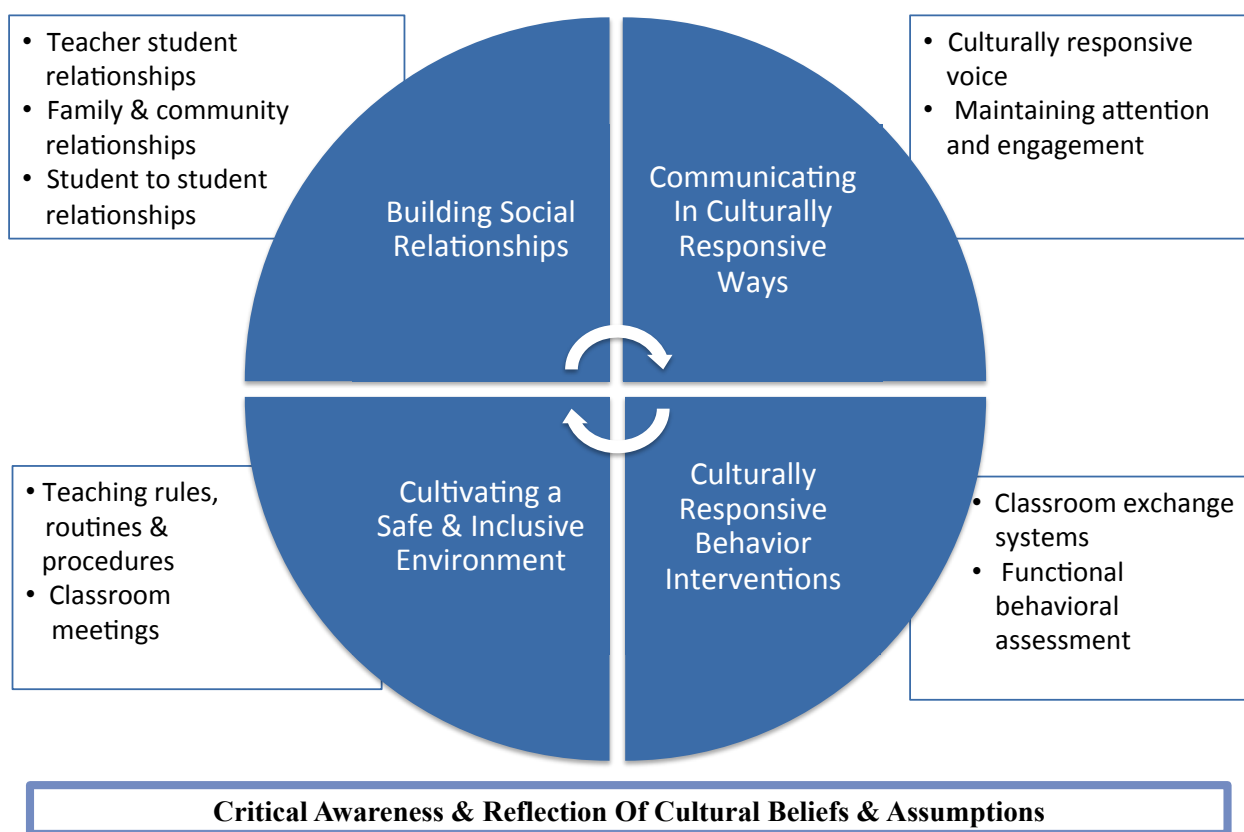 • Teacher student
relationships
• Family & community
relationships
• Student to student
relationships
Building Social
Relationships
Communicating
In Culturally
Responsive
Ways
• Culturally responsive
voice
• Maintaining attention
and engagement
• Teaching rules,
routines &
procedures
• Classroom
meetings
Cultivating a
Safe & Inclusive
Environment
Culturally
Responsive
Behavior
Interventions
• Classroom exchange
systems
• Functional
behavioral
assessment
Critical Awareness & Reflection Of Cultural Beliefs & Assumptions